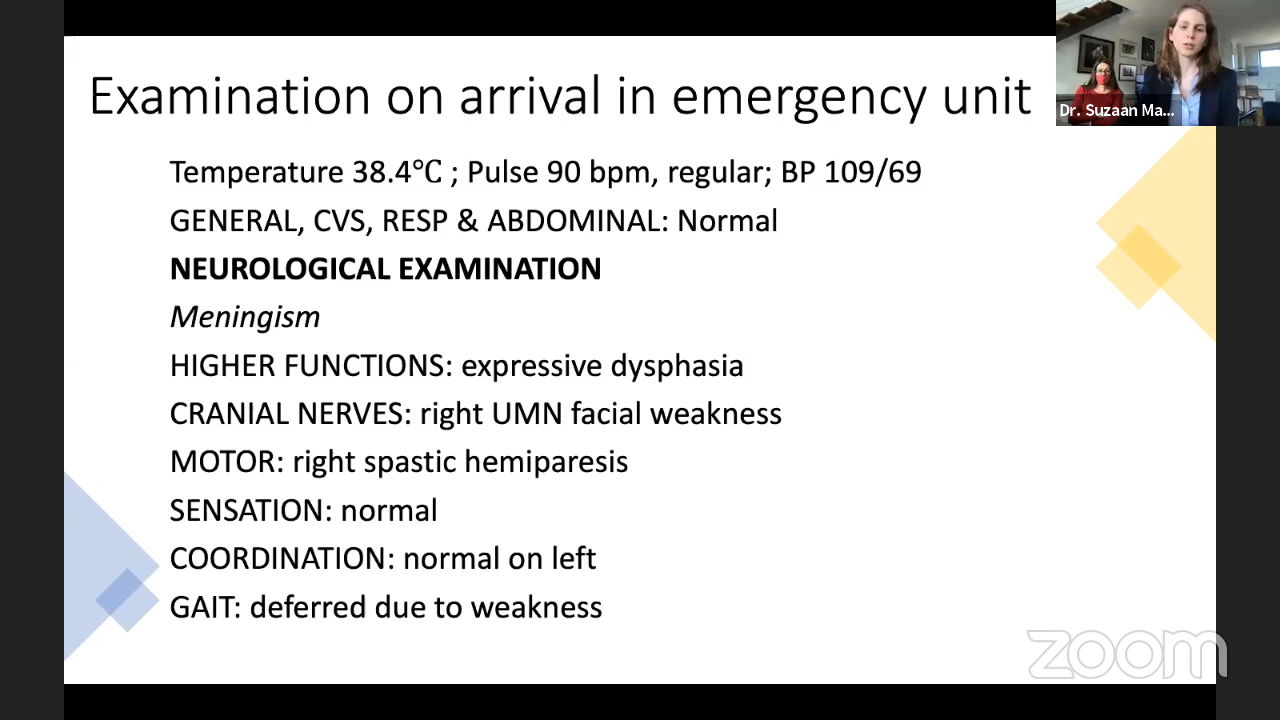 Examination on arrival in emergency unit
Dr. Suzaan Ma...
Temperature 38.4℃ ; Pulse 90 bpm, regular; BP 109/69
GENERAL, CVS, RESP & ABDOMINAL: Normal
NEUROLOGICAL EXAMINATION
Meningism
HIGHER FUNCTIONS: expressive dysphasia
CRANIAL NERVES: right UMN facial weakness
MOTOR: right spastic hemiparesis
SENSATION: normal
COORDINATION: normal on left
GAIT: deferred due to weakness
zoom